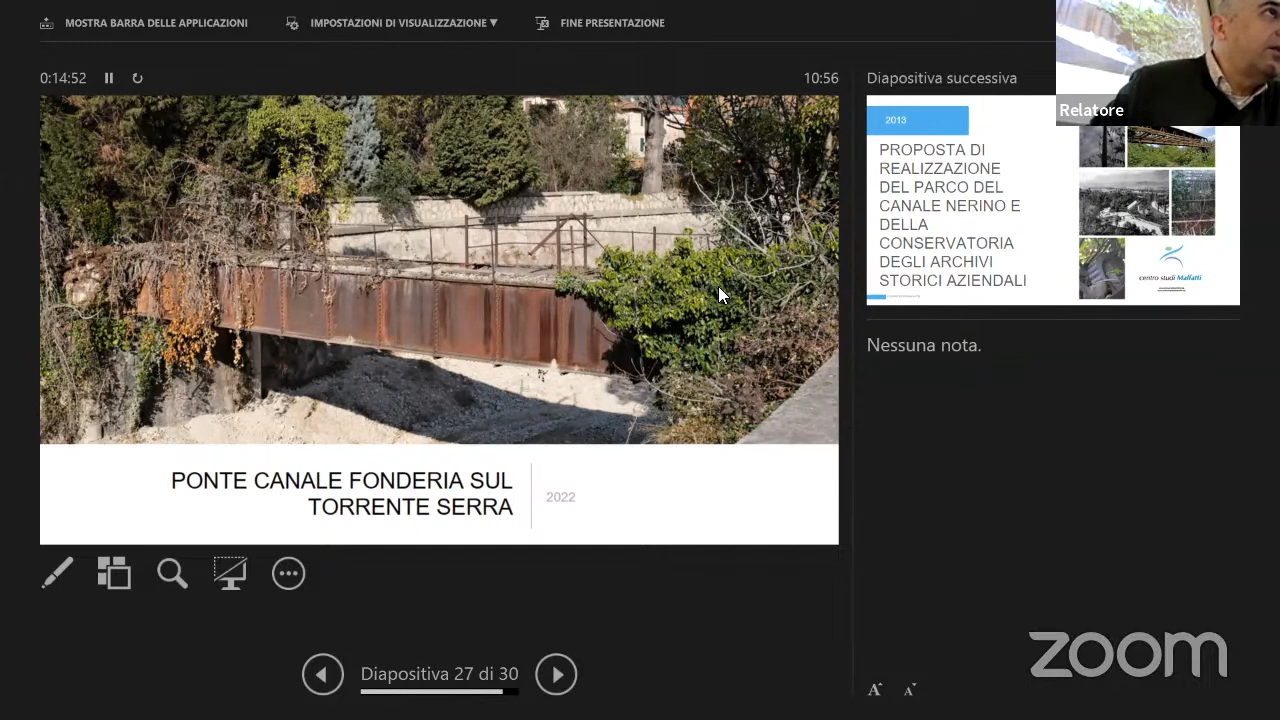 MOSTRA BARRA DELLE APPLICAZIONI
IMPOSTAZIONI DI VISUALIZZAZIONE ▼
FINE PRESENTAZIONE
0:14:52
10:56
Diapositiva successiva
Relatore
2013
PROPOSTA DI
REALIZZAZIONE
DEL PARCO DEL
CANALE NERINO E
DELLA
CONSERVATORIA
DEGLI ARCHIVI
STORICI AZIENDALI
centro studi Malfatti
Nessuna nota.
PONTE CANALE FONDERIA SUL
TORRENTE SERRA
2022
Diapositiva 27 di 30
A A
zoom